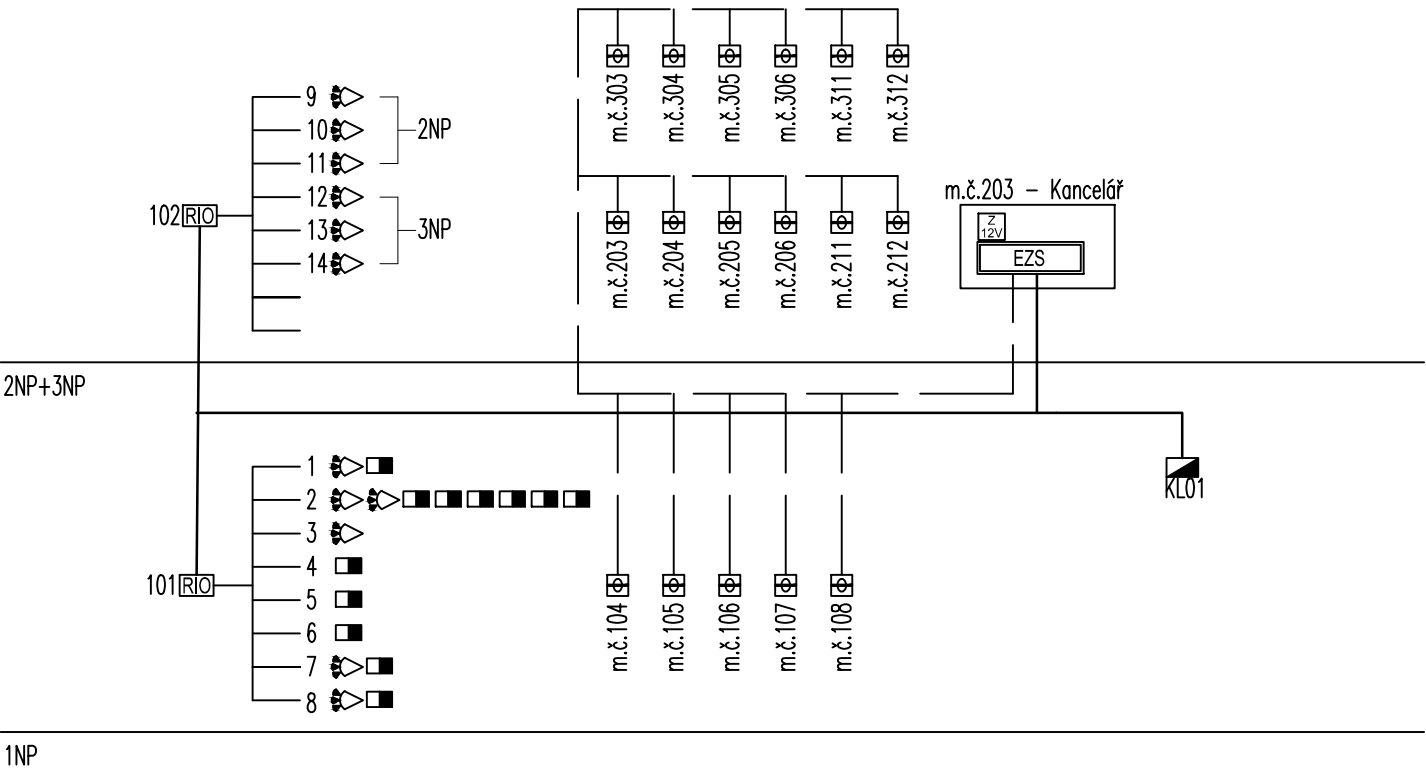 m.č.303
m.č.304
m.č.305
m.č.306
m.č.311
m.č.312
9
10
11
12
13
14
2NP
3NP
102
RIO
m.č.203
m.č.204
m.č.205
m.č.206
m.č.211
m.č.212
m.č.203 – Kancelář
Z
12V
EZS
2NP+3NP
1
2
3
4
5
6
7
8
101
RIO
m.č.104
m.č.105
m.č.106
m.č.107
m.č.108
KL01
1NP